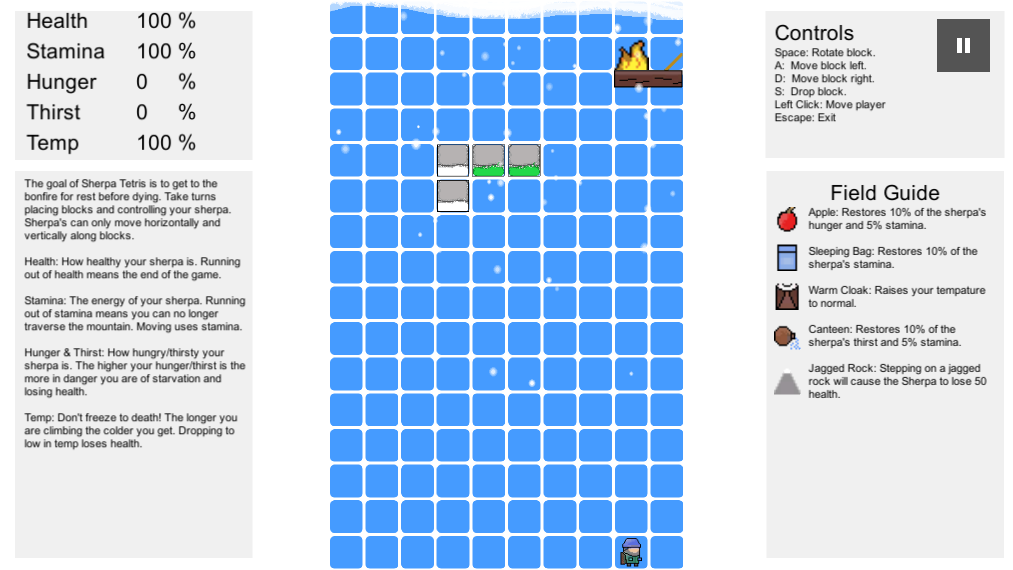 Health 100 %
Stamina 100 %
Hunger 0 %
Thirst 0 %
Temp 100 %
The goal of Sherpa Tetris is to get to the
bonfire for rest before dying. Take turns
placing blocks and controlling your sherpa.
Sherpa's can only move horizontally and
vertically along blocks.
Health: How healthy your sherpa is. Running
out of health means the end of the game.
Stamina: The energy of your sherpa. Running
out of stamina means you can no longer
traverse the mountain. Moving uses stamina.
Hunger & Thirst: How hungry/thirsty your
sherpa is. The higher your hunger/thirst is the
more in danger you are of starvation and
losing health.
Temp: Don't freeze to death! The longer you
are climbing the colder you get. Dropping to
low in temp loses health.
Controls
Space: Rotate block.
A: Move block left.
D: Move block right.
S: Drop block.
Left Click: Move player
Escape: Exit
Field Guide
Apple: Restores 10% of the sherpa's
hunger and 5% stamina.
Sleeping Bag: Restores 10% of the
sherpa's stamina.
Warm Cloak: Raises your tempature
to normal.
Canteen: Restores 10% of the
sherpa's thirst and 5% stamina.
Jagged Rock: Stepping on a jagged
rock will cause the Sherpa to lose 50
health.